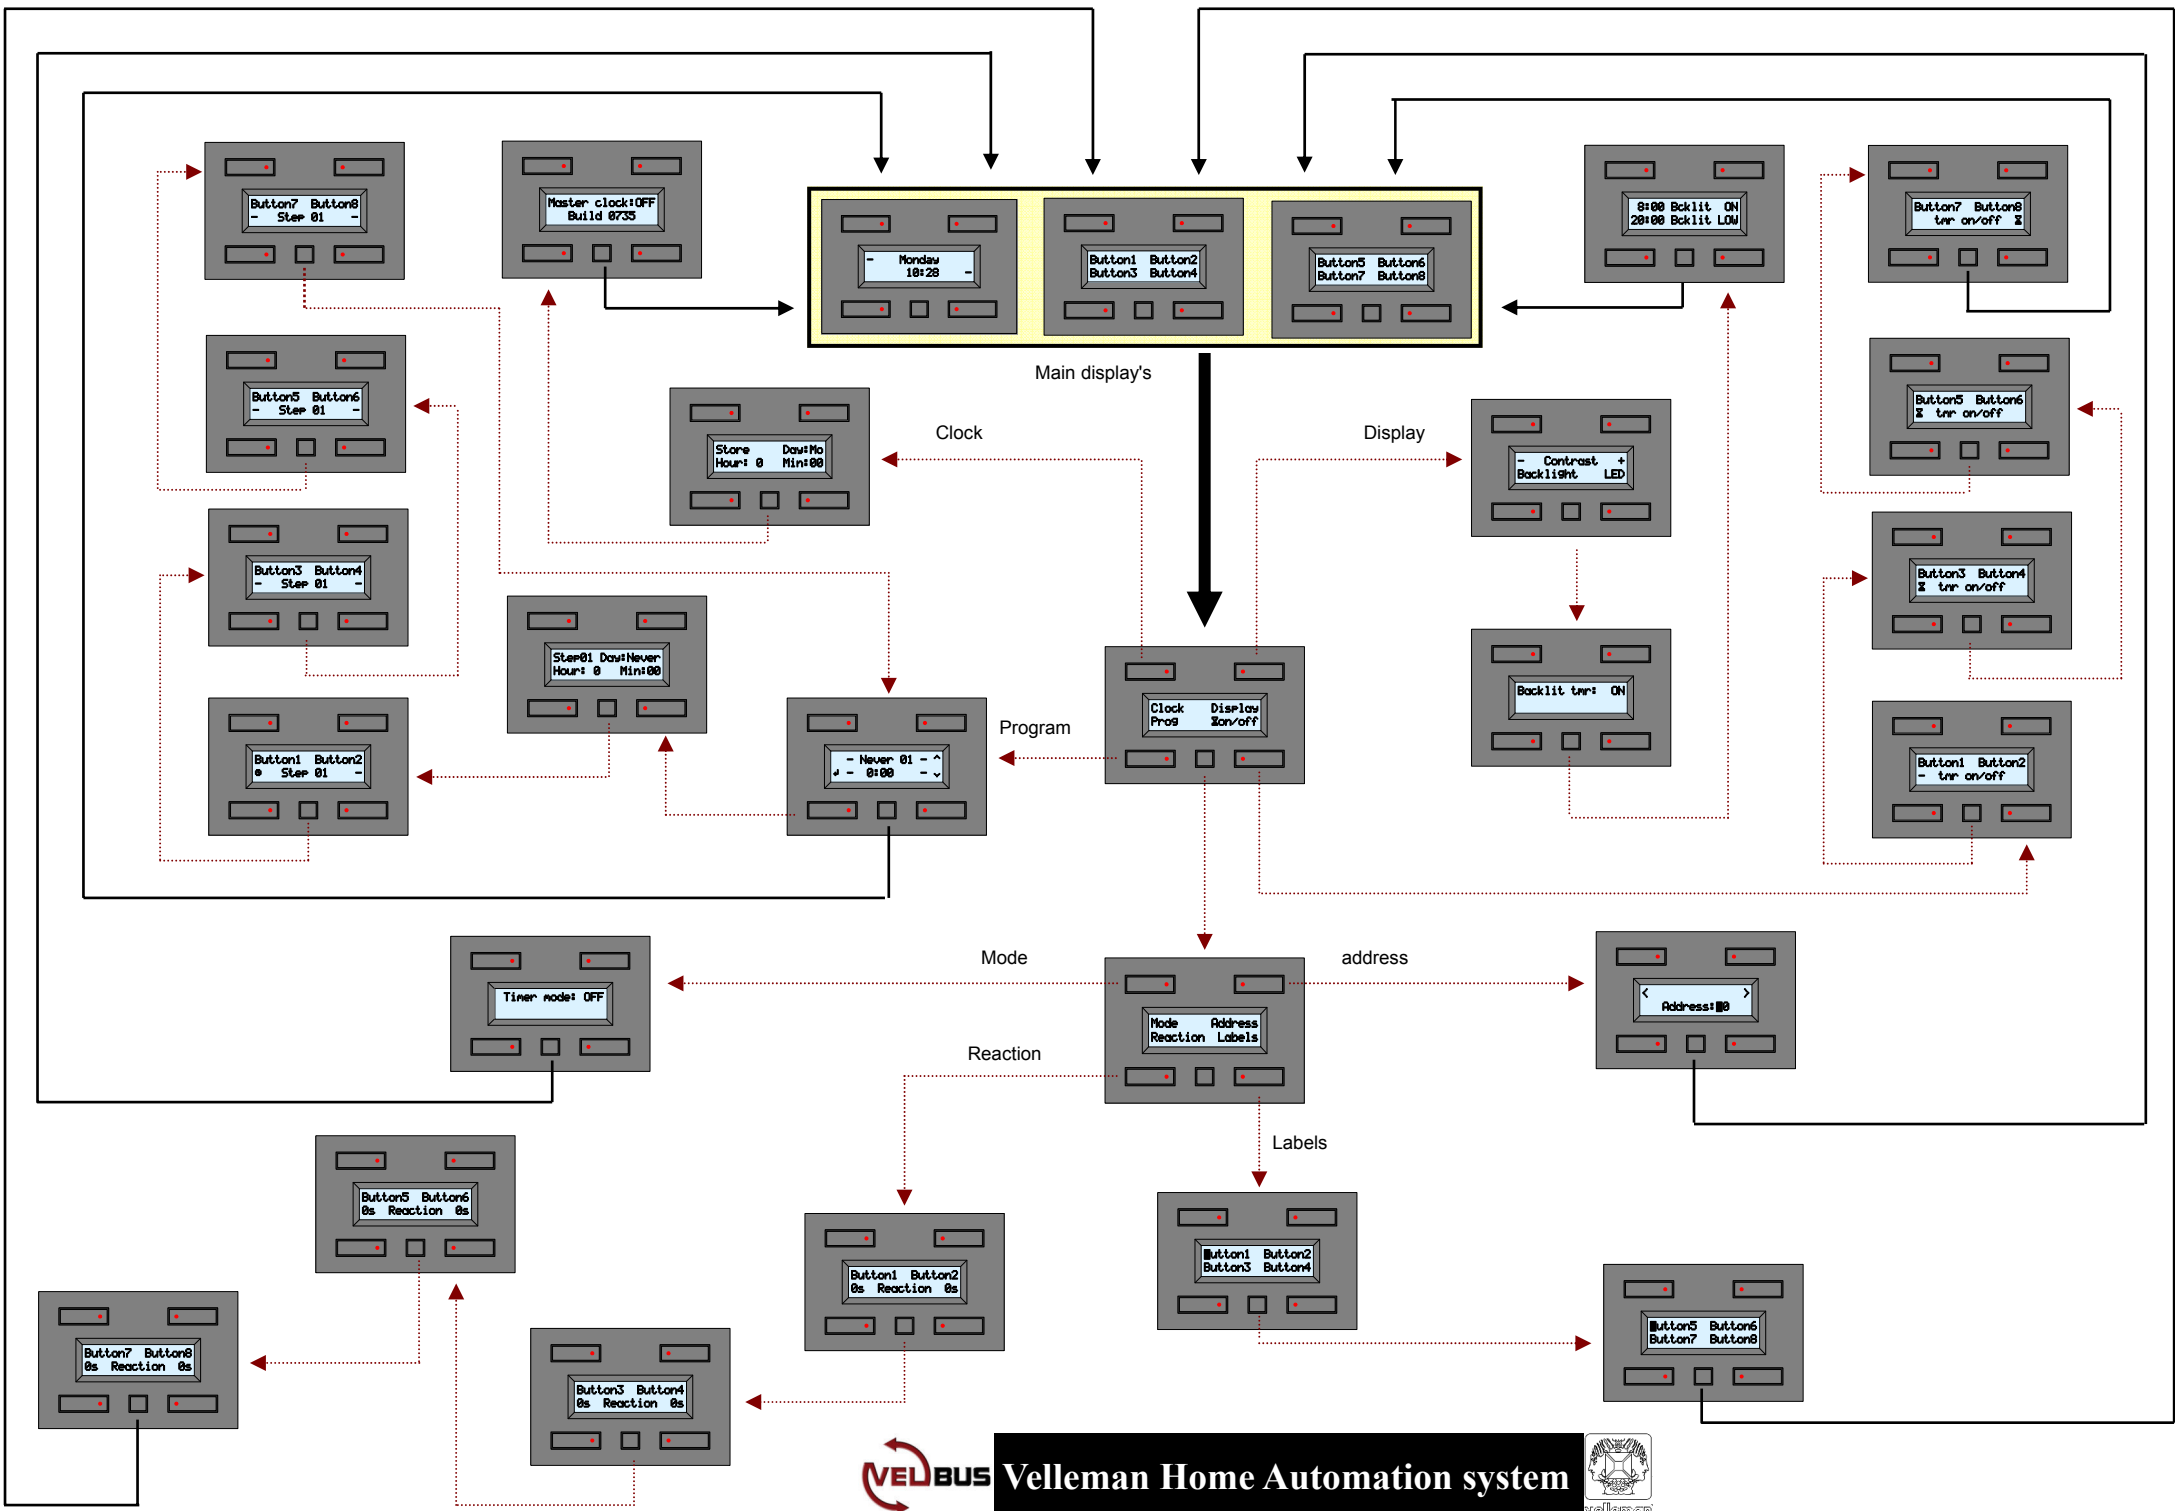 Button7 Button8
- Step 01 -
Master clock:OFF
Build 0735
- Monday
10:28 -
Button1 Button2
Button3 Button4
Button5 Button6
Button7 Button8
8:00 Bcklit ON
20:00 Bcklit LOW
Button7 Button8
tmr on/off
Main display's
Button5 Button6
- Step 01 -
Clock
Store Day:Mo
Hour: 0 Min:00
Display
- Contrast +
Backlight LED
Button5 Button6
tmr on/off
Button3 Button4
- Step 01 -
Button3 Button4
tmr on/off
Step01 Day:Never
Hour: 0 Min:00
Clock Display
Prog on/off
Backlit tmr: ON
Program
- Never 01 - ^
↲ - 0:00 - ⌄
Button1 Button2
Step 01 -
Button1 Button2
- tmr on/off
Mode
address
Timer mode: OFF
Mode Address
Reaction Labels
< >
Address:█0
Reaction
Labels
Button5 Button6
0s Reaction 0s
Button1 Button2
0s Reaction 0s
█utton1 Button2
Button3 Button4
Button7 Button8
0s Reaction 0s
Button3 Button4
0s Reaction 0s
█utton5 Button6
Button7 Button8
VELBUS
Velleman Home Automation system
velleman